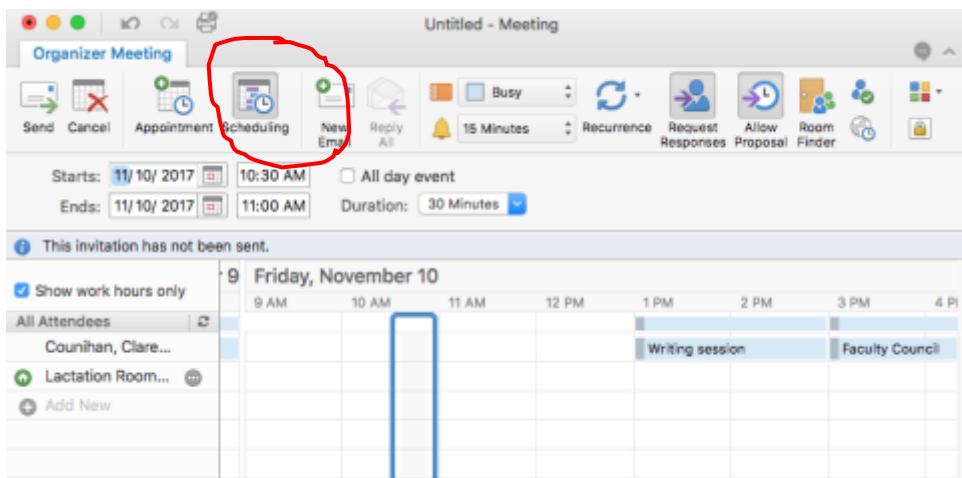 Untitled - Meeting
Organizer Meeting
Send Cancel Appointment Scheduling New Email Reply All Busy 15 Minutes Recurrence Request Responses Allow Proposal Room Finder
Starts: 11/10/2017 10:30 AM All day event
Ends: 11/10/2017 11:00 AM Duration: 30 Minutes
This invitation has not been sent.
Show work hours only 9 Friday, November 10
9 AM 10 AM 11 AM 12 PM 1 PM 2 PM 3 PM 4 P
All Attendees
Counihan, Clare... Writing session Faculty Council
Lactation Room...
Add New